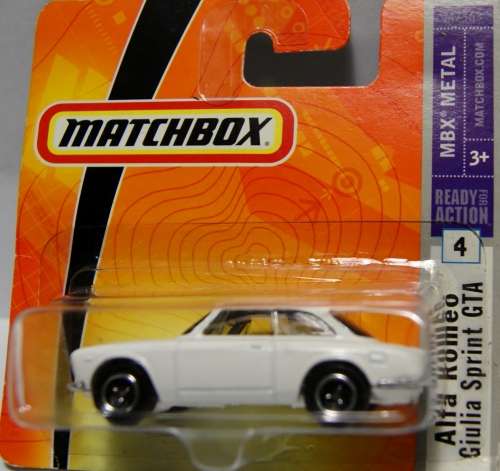 MATCHBOX
MBX® METAL
MATCHBOX.COM
3+
READY
FOR
ACTION
4
Alfa Romeo
Giulia Sprint GTA